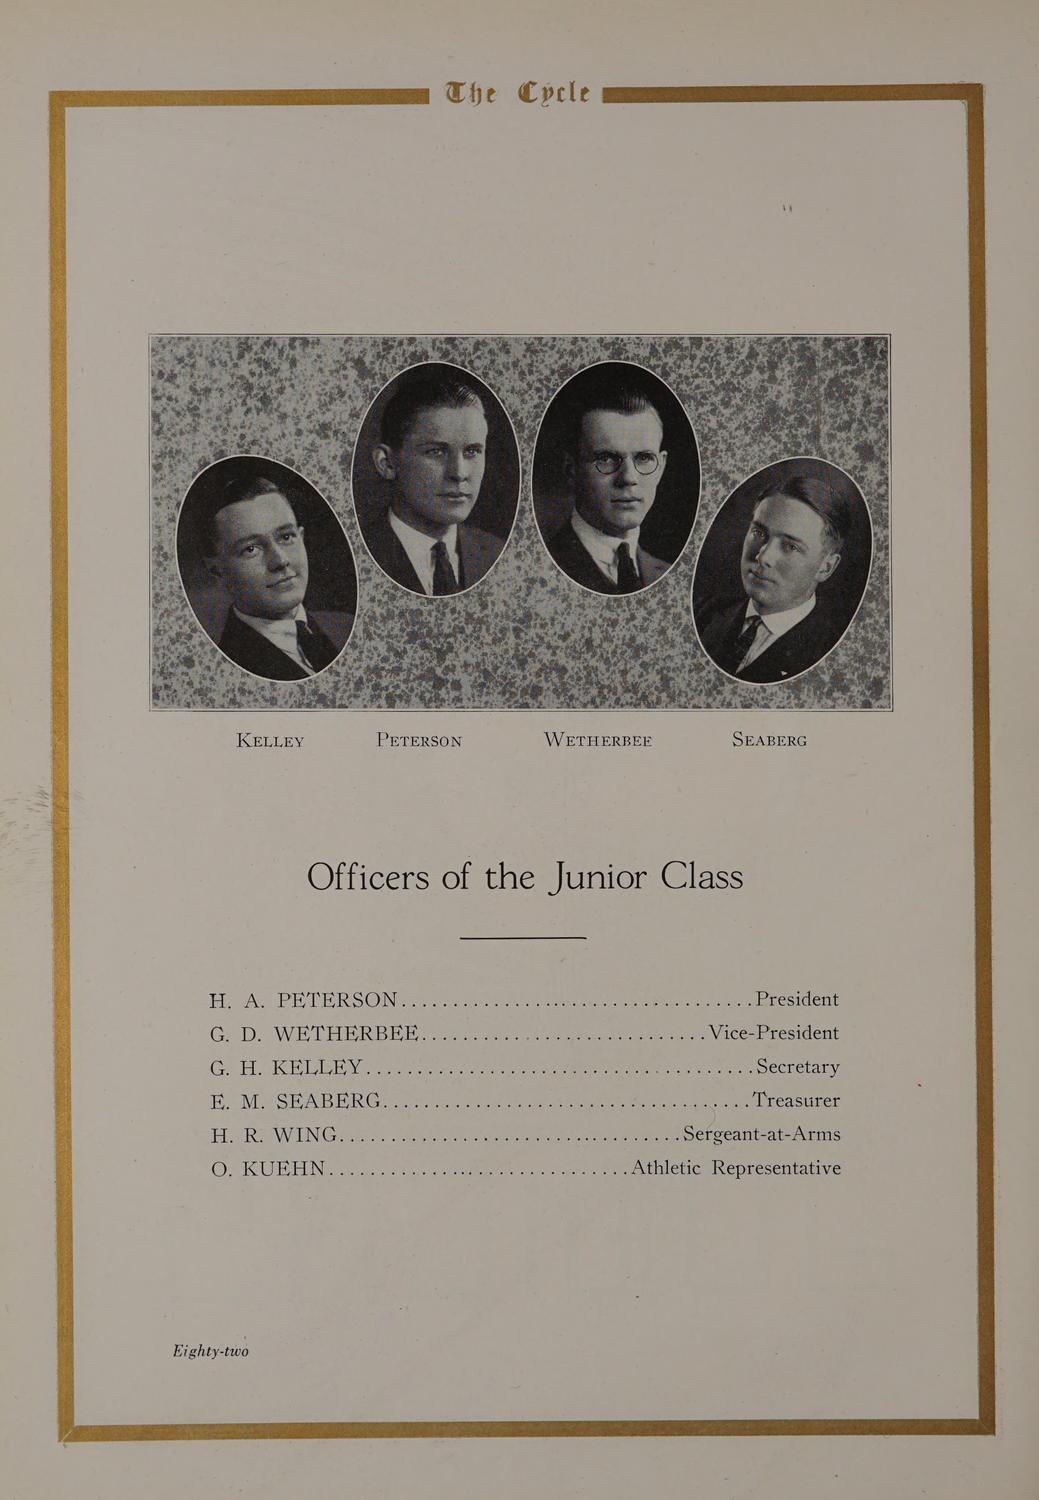 The Cycle
KELLEY PETERSON WETHERBEE SEABERG
Officers of the Junior Class
H. A. PETERSON....................................President
G. D. WETHERBEE.............................Vice-President
G. H. KELLEY.......................................Secretary
E. M. SEABERG.....................................Treasurer
H. R. WING..................................Sergeant-at-Arms
O. KUEHN..............................Athletic Representative
Eighty-two